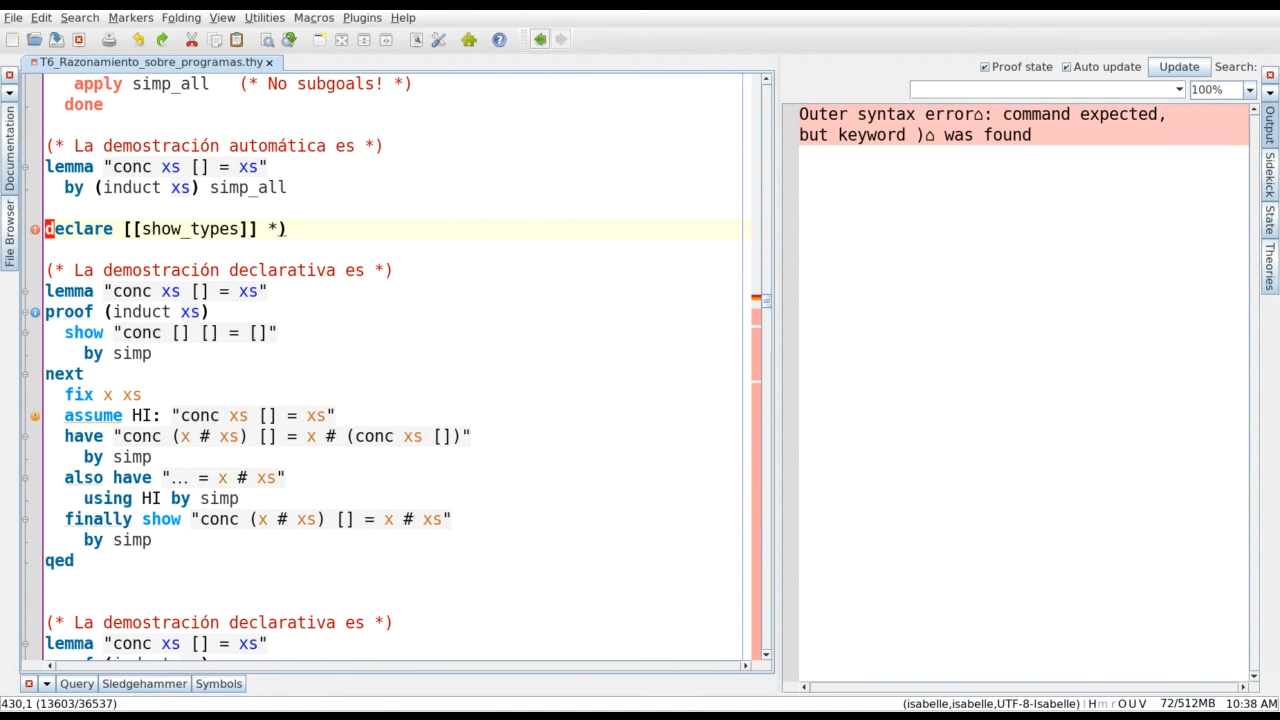 File Edit Search Markers Folding View Utilities Macros Plugins Help
T6_Razonamiento_sobre_programas.thy
Proof state Auto update Update Search:
100%
Documentation
File Browser
apply simp_all (* No subgoals! *)
done
(* La demostración automática es *)
lemma "conc xs [] = xs"
by (induct xs) simp_all
declare [[show_types]] *)
(* La demostración declarativa es *)
lemma "conc xs [] = xs"
proof (induct xs)
show "conc [] [] = []"
by simp
next
fix x xs
assume HI: "conc xs [] = xs"
have "conc (x # xs) [] = x # (conc xs [])"
by simp
also have "... = x # xs"
using HI by simp
finally show "conc (x # xs) [] = x # xs"
by simp
qed
(* La demostración declarativa es *)
lemma "conc xs [] = xs"
Outer syntax error⌂: command expected,
but keyword )⌂ was found
Output
Sidekick
State
Theories
Query Sledgehammer Symbols
430,1 (13603/36537)
(isabelle,isabelle,UTF-8-Isabelle) | H m r O U V 72/512MB 10:38 AM